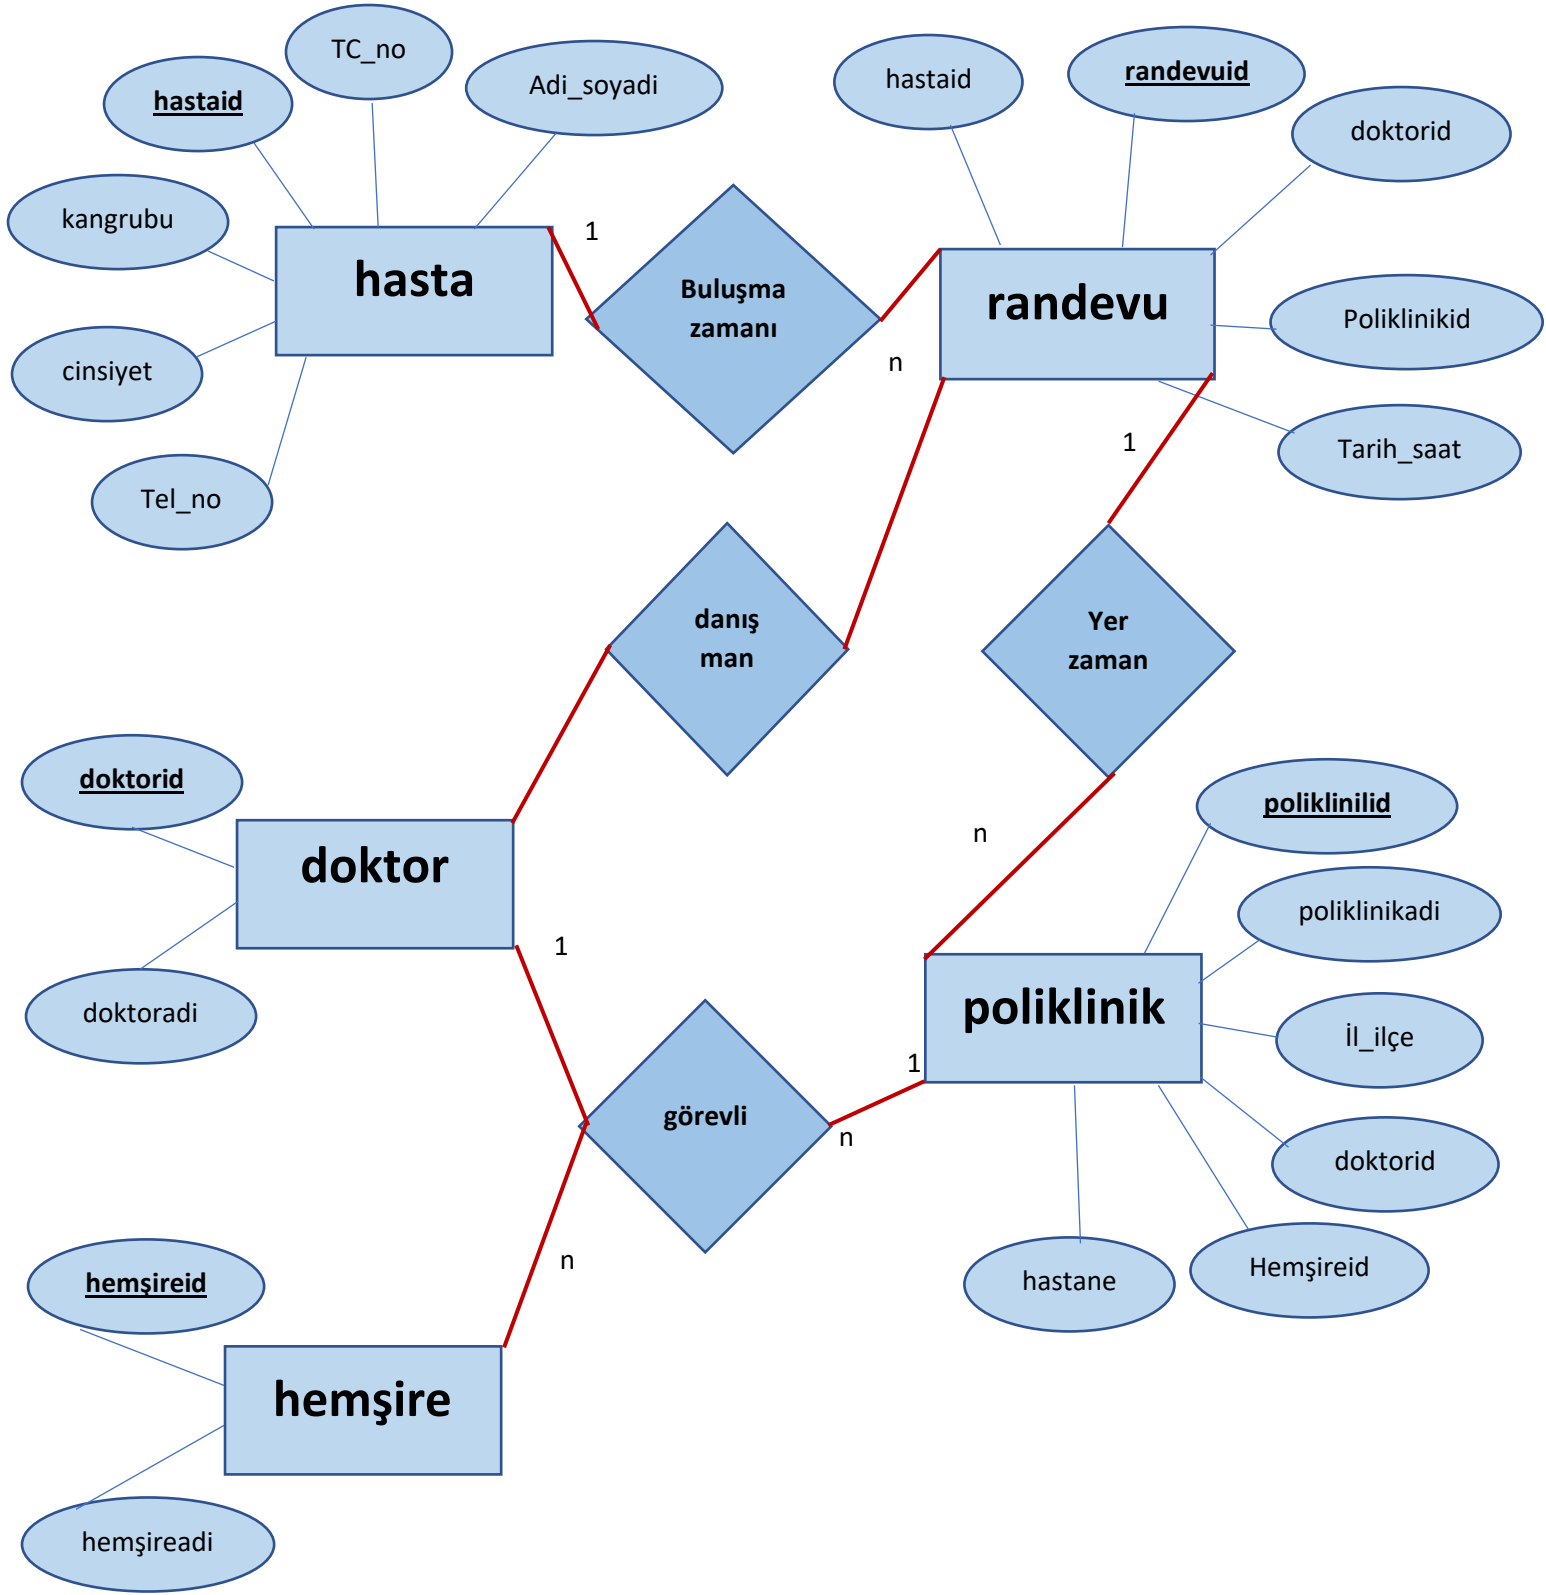 TC_no
Adi_soyadi
hastaid
randevuid
hastaid
doktorid
kangrubu
1
hasta
Buluşma
zamanı
randevu
Poliklinikid
cinsiyet
n
1
Tarih_saat
Tel_no
danış
man
Yer
zaman
doktorid
poliklinilid
n
doktor
poliklinikadi
1
doktoradi
poliklinik
İl_ilçe
1
görevli
n
doktorid
n
hemşireid
hastane
Hemşireid
hemşire
hemşireadi